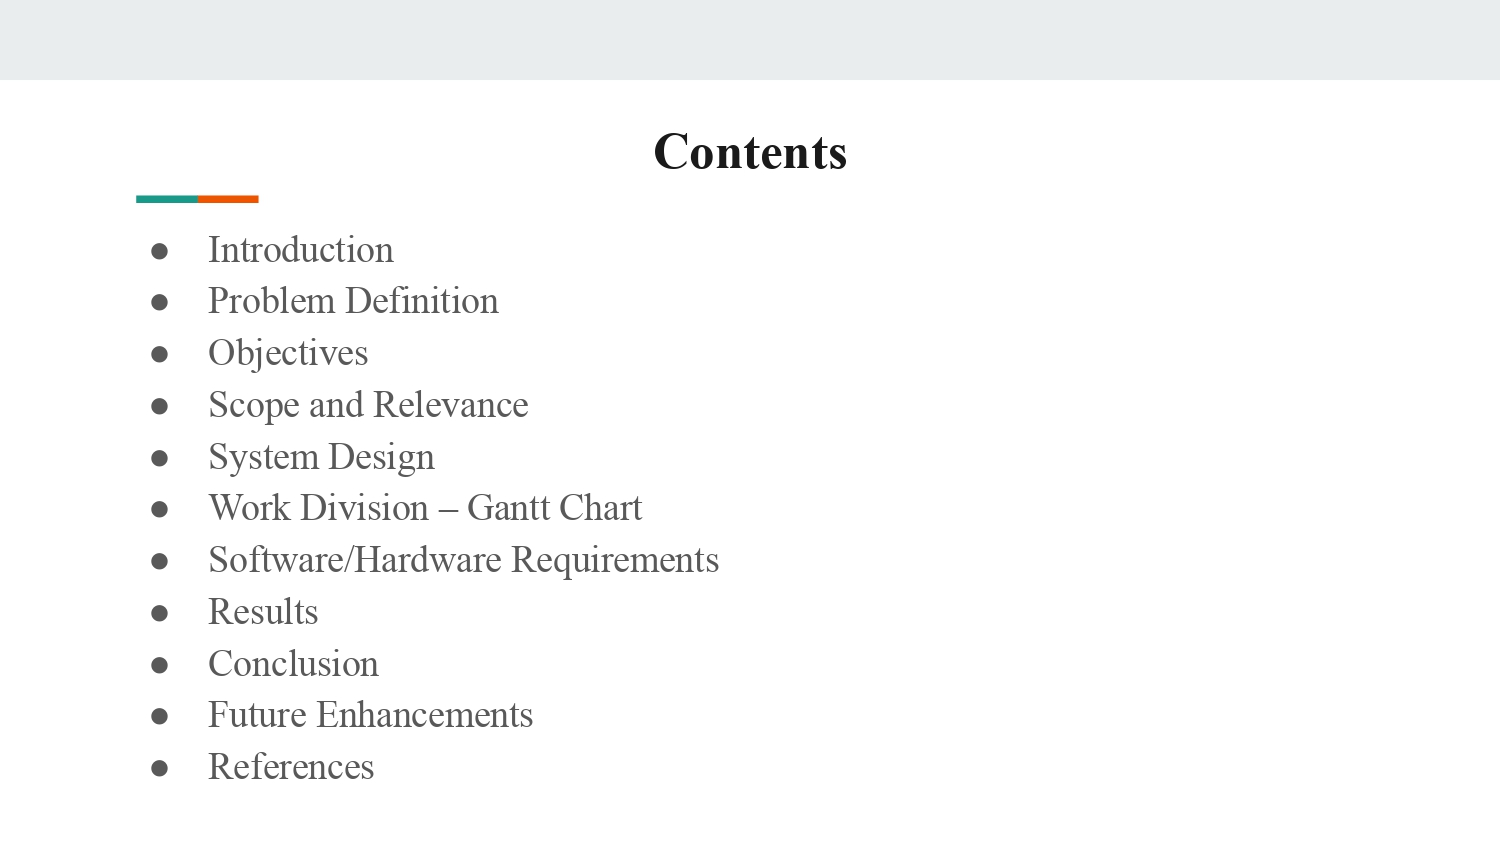 Contents
● Introduction
● Problem Definition
● Objectives
● Scope and Relevance
● System Design
● Work Division – Gantt Chart
● Software/Hardware Requirements
● Results
● Conclusion
● Future Enhancements
● References